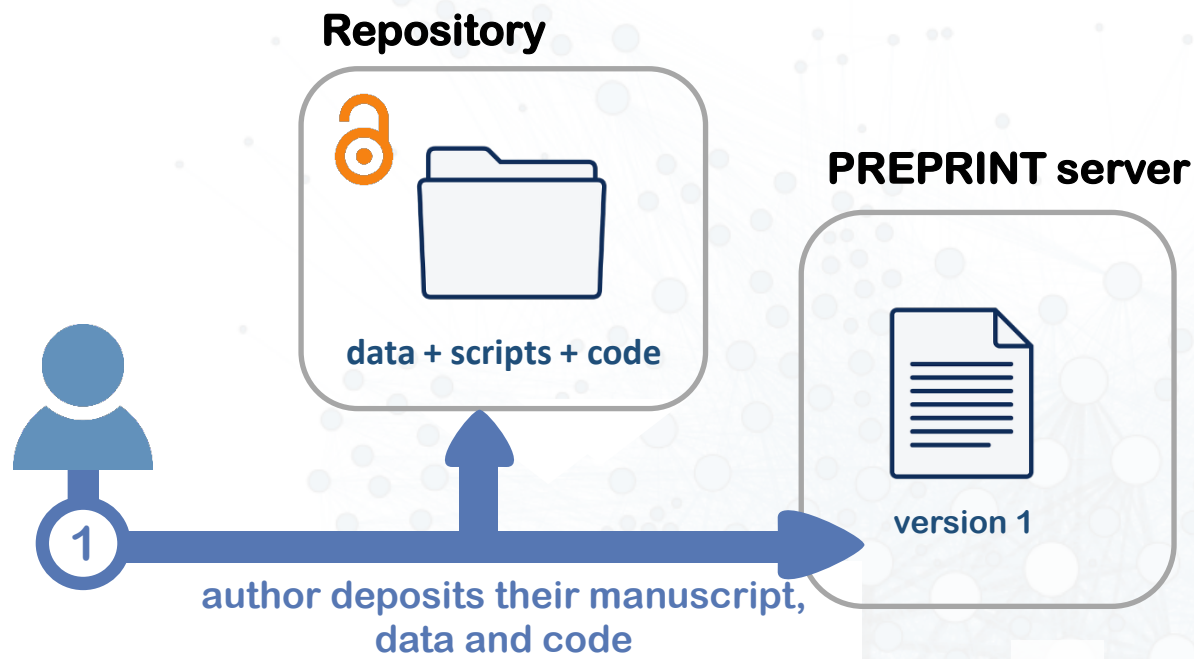 Repository
data + scripts + code
PREPRINT server
version 1
1
author deposits their manuscript,
data and code